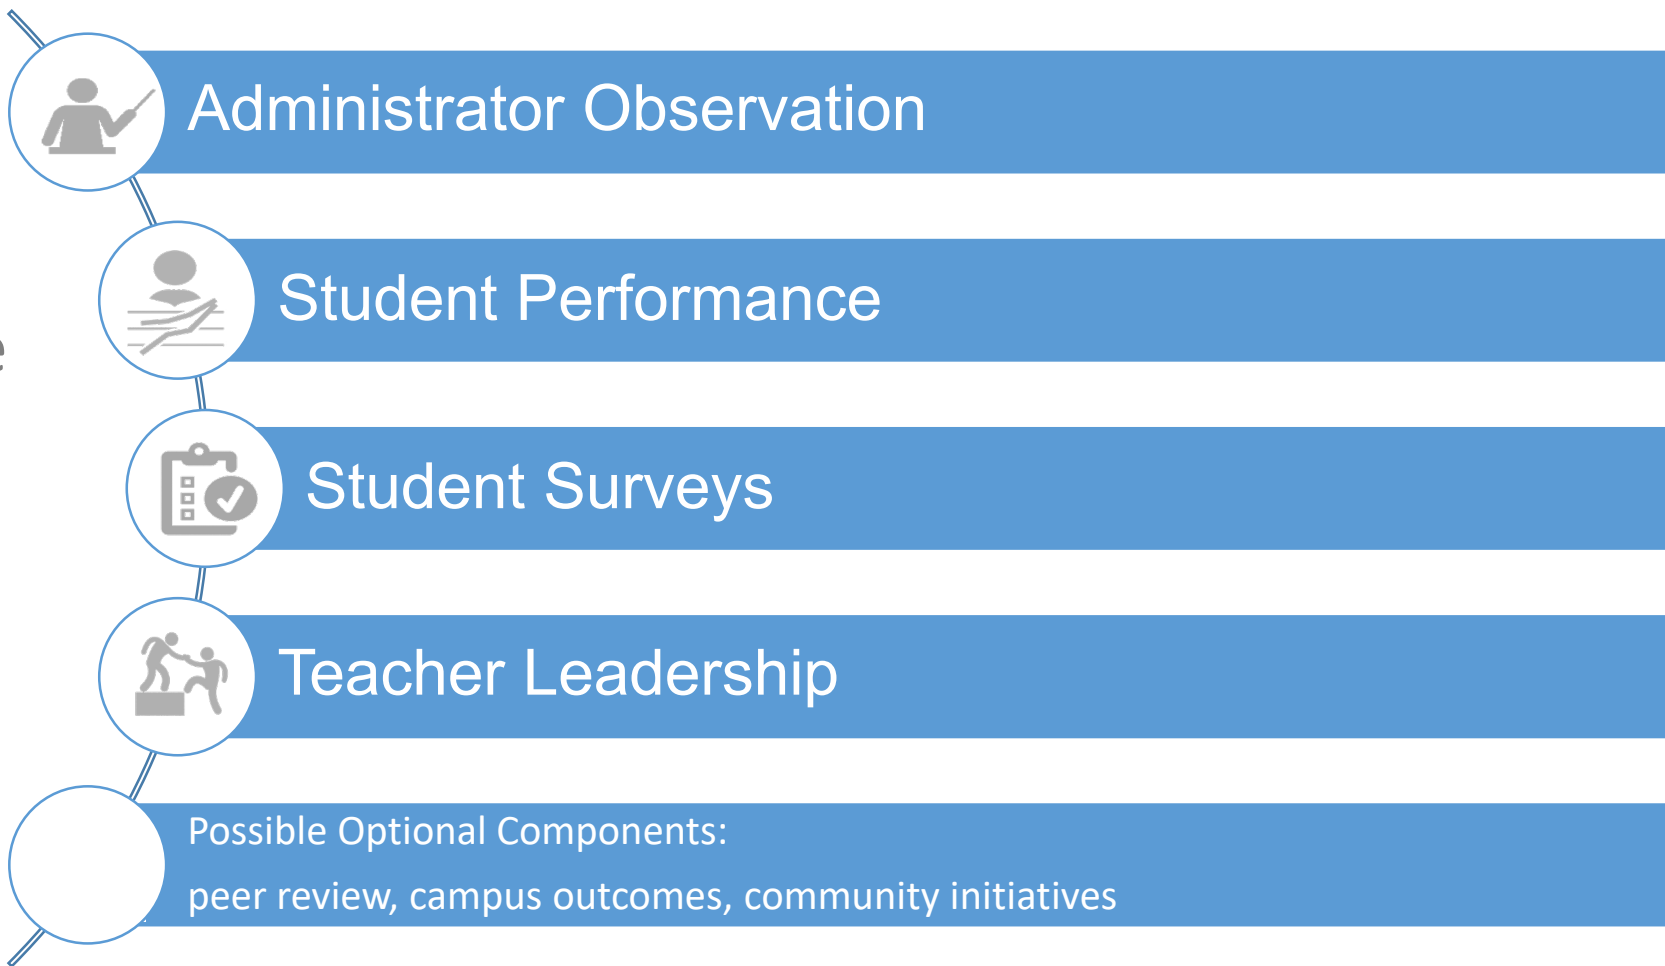 Administrator Observation
Student Performance
e
Student Surveys
Teacher Leadership
Possible Optional Components:
peer review, campus outcomes, community initiatives